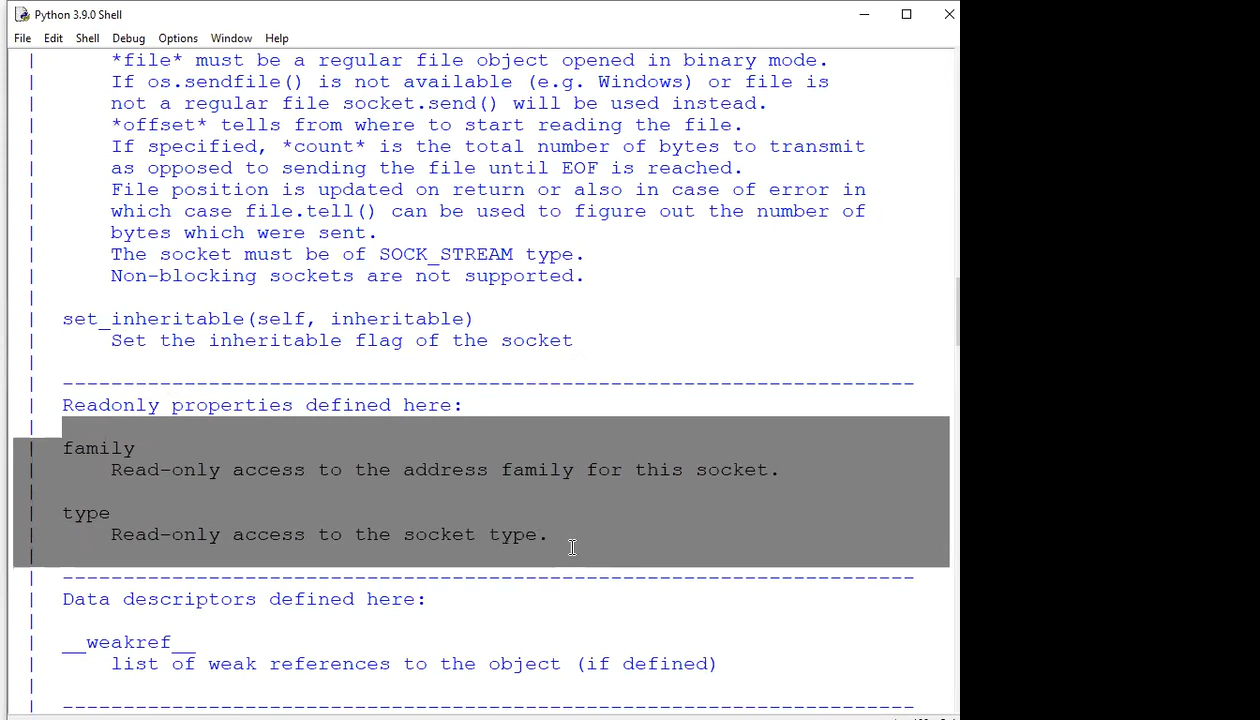 Python 3.9.0 Shell
File Edit Shell Debug Options Window Help
| *file* must be a regular file object opened in binary mode.
| If os.sendfile() is not available (e.g. Windows) or file is
| not a regular file socket.send() will be used instead.
| *offset* tells from where to start reading the file.
| If specified, *count* is the total number of bytes to transmit
| as opposed to sending the file until EOF is reached.
| File position is updated on return or also in case of error in
| which case file.tell() can be used to figure out the number of
| bytes which were sent.
| The socket must be of SOCK_STREAM type.
| Non-blocking sockets are not supported.
|
| set_inheritable(self, inheritable)
| Set the inheritable flag of the socket
|
| ----------------------------------------------------------------------
| Readonly properties defined here:
|
| family
| Read-only access to the address family for this socket.
|
| type
| Read-only access to the socket type.
|
| ----------------------------------------------------------------------
| Data descriptors defined here:
|
| __weakref__
| list of weak references to the object (if defined)
|
| ----------------------------------------------------------------------